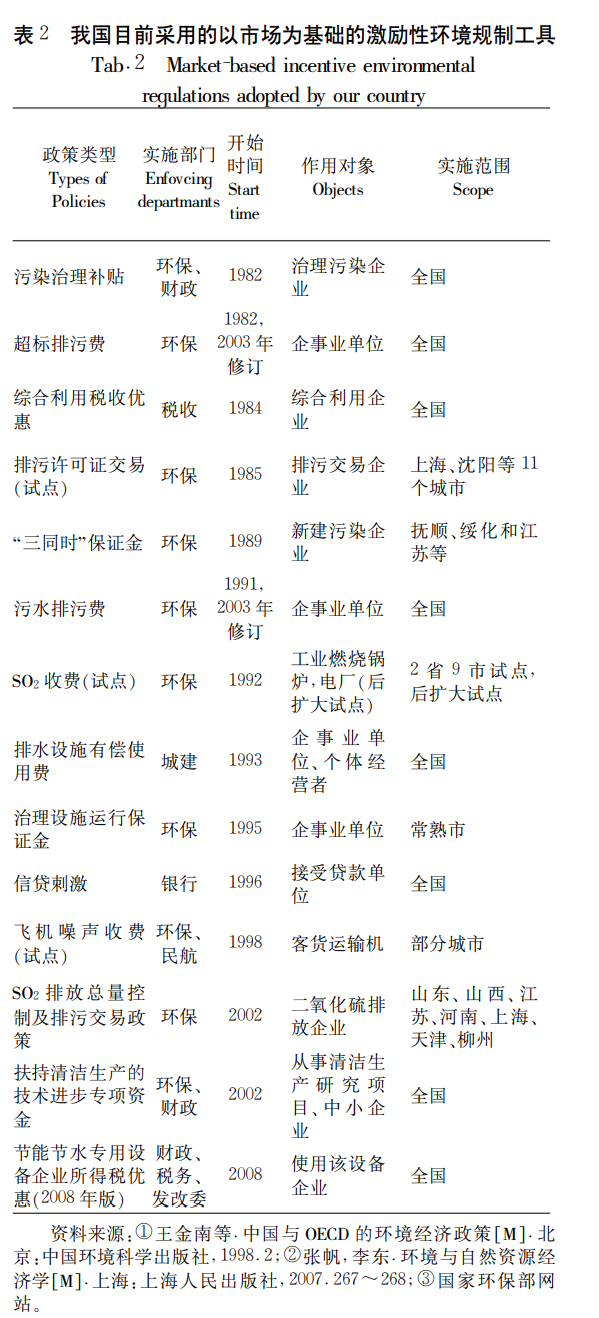 表 2 我国目前采用的以市场为基础的激励性环境规制工具
Tab.2 Market-based incentive environmental
regulations adopted by our country
政策类型 Types of Policies 实施部门 Enfovcing departmants 开始时间 Start time 作用对象 Objects 实施范围 Scope
污染治理补贴 环保、财政 1982 治理污染企业 全国
超标排污费 环保 1982,2003 年修订 企事业单位 全国
综合利用税收优惠 税收 1984 综合利用企业 全国
排污许可证交易(试点) 环保 1985 排污交易企业 上海、沈阳等 11 个城市
“三同时”保证金 环保 1989 新建污染企业 抚顺、绥化和江苏等
污水排污费 环保 1991,2003 年修订 企事业单位 全国
SO2 收费(试点) 环保 1992 工业燃烧锅炉,电厂(后扩大试点) 2 省 9 市试点,后扩大试点
排水设施有偿使用费 城建 1993 企事业单位、个体经营者 全国
治理设施运行保证金 环保 1995 企事业单位 常熟市
信贷刺激 银行 1996 接受贷款单位 全国
飞机噪声收费(试点) 环保、民航 1998 客货运输机 部分城市
SO2 排放总量控制及排污交易政策 环保 2002 二氧化硫排放企业 山东、山西、江苏、河南、上海、天津、柳州
扶持清洁生产的技术进步专项资金 环保、财政 2002 从事清洁生产研究项目、中小企业 全国
节能节水专用设备企业所得税优惠(2008 年版) 财政、税务、发改委 2008 使用该设备企业 全国
资料来源:①王金南等.中国与 OECD 的环境经济政策[M].北
京:中国环境科学出版社,1998.2;②张帆,李东.环境与自然资源经
济学[M].上海:上海人民出版社,2007.267~268;③国家环保部网
站。